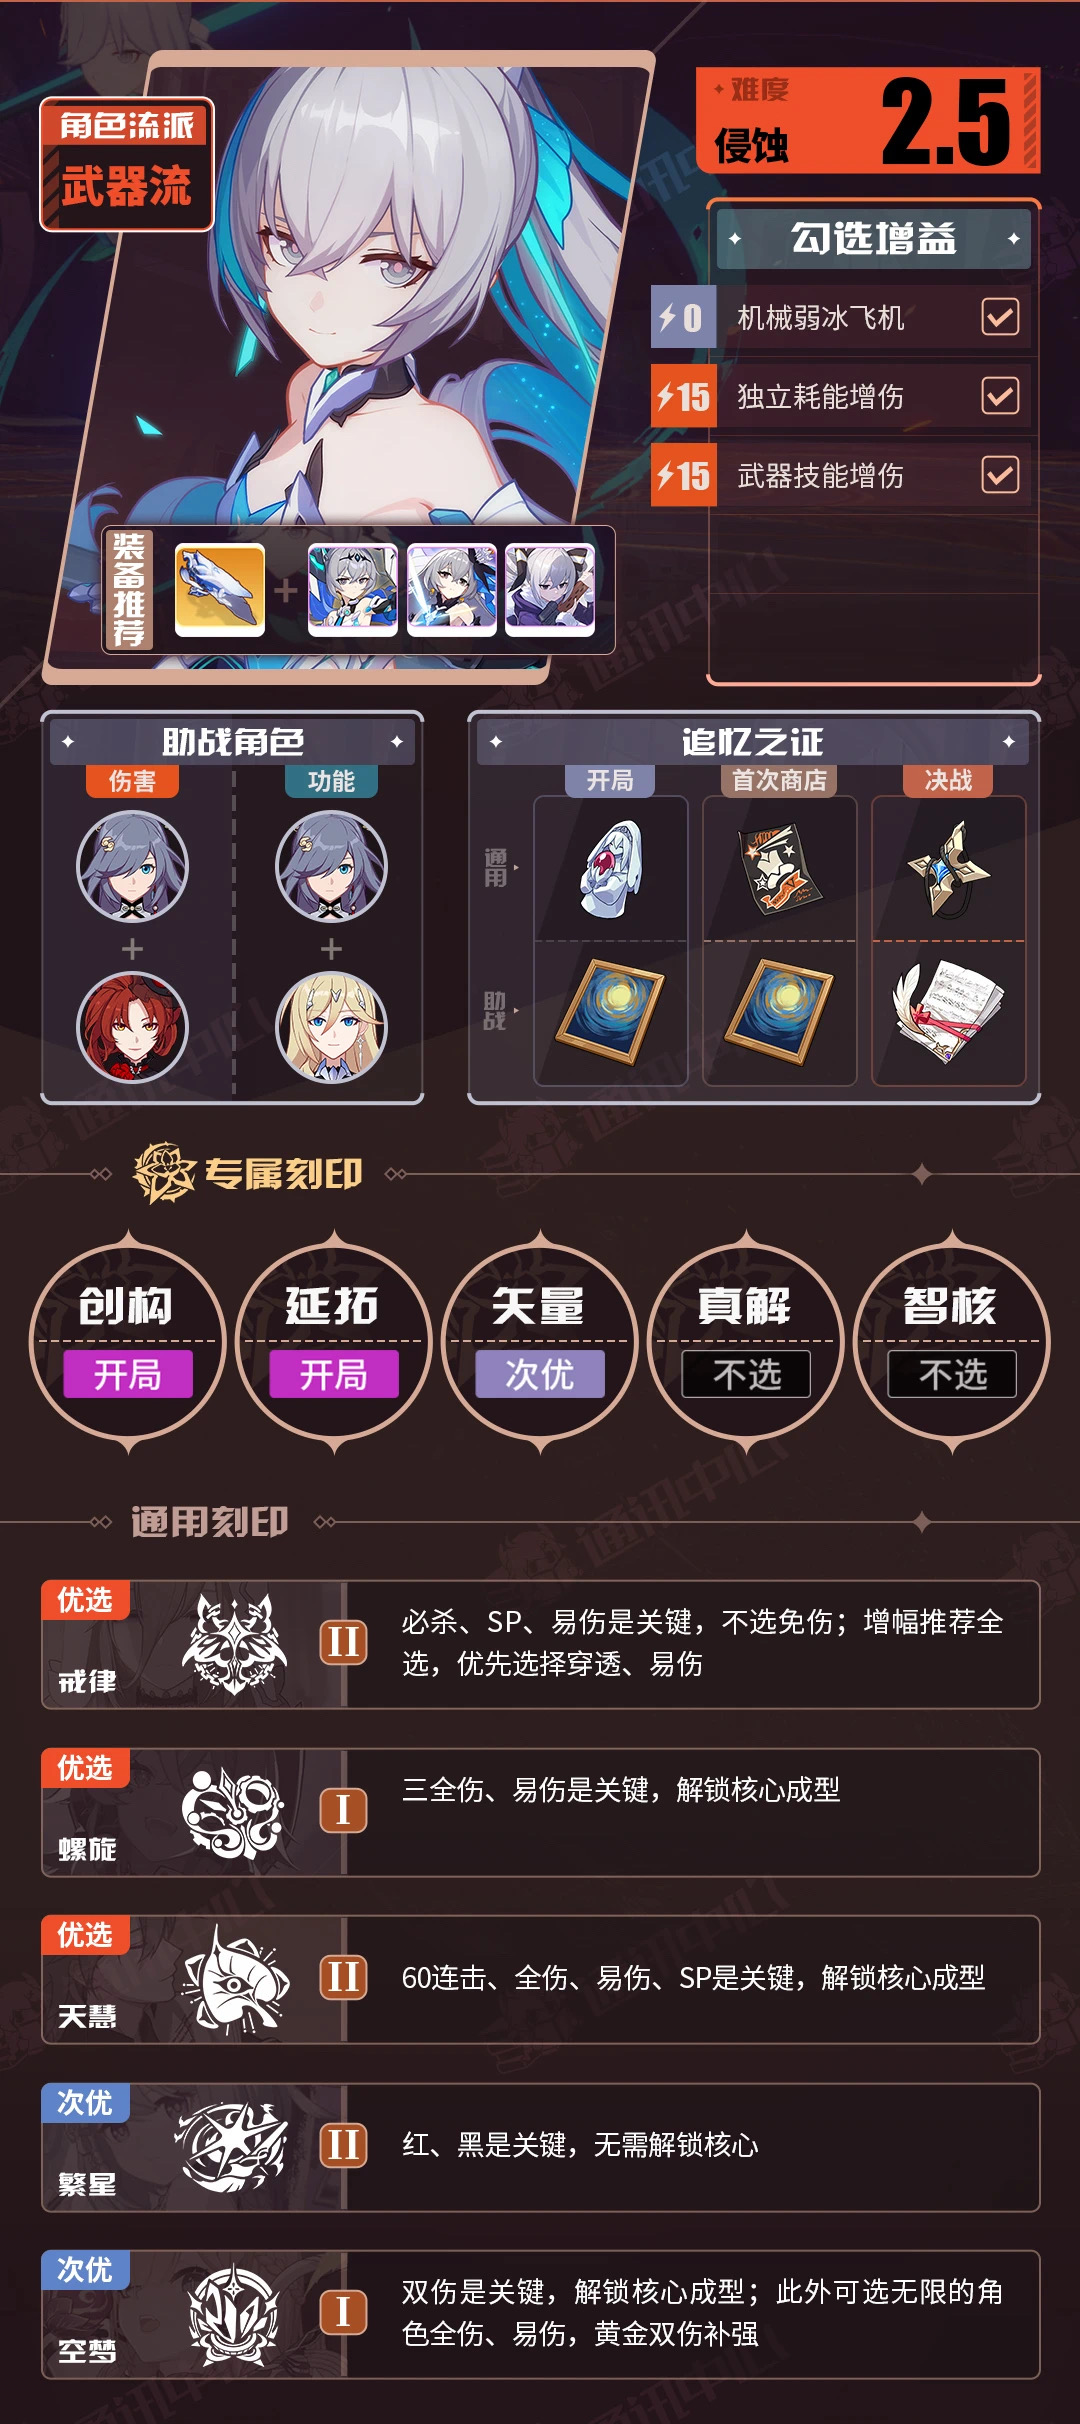 角色流派
武器流
难度
侵蚀
2.5
勾选增益
0 机械弱冰飞机
15 独立耗能增伤
15 武器技能增伤
装备推荐
助战角色
伤害
功能
追忆之证
开局
首次商店
决战
通用
助战
专属刻印
创构
开局
延拓
开局
矢量
次优
真解
不选
智核
不选
通用刻印
优选
戒律
II
必杀、SP、易伤是关键，不选免伤；增幅推荐全
选，优先选择穿透、易伤
优选
螺旋
I
三全伤、易伤是关键，解锁核心成型
优选
天慧
II
60连击、全伤、易伤、SP是关键，解锁核心成型
次优
繁星
II
红、黑是关键，无需解锁核心
次优
空梦
I
双伤是关键，解锁核心成型；此外可选无限的角
色全伤、易伤，黄金双伤补强
通讯中心